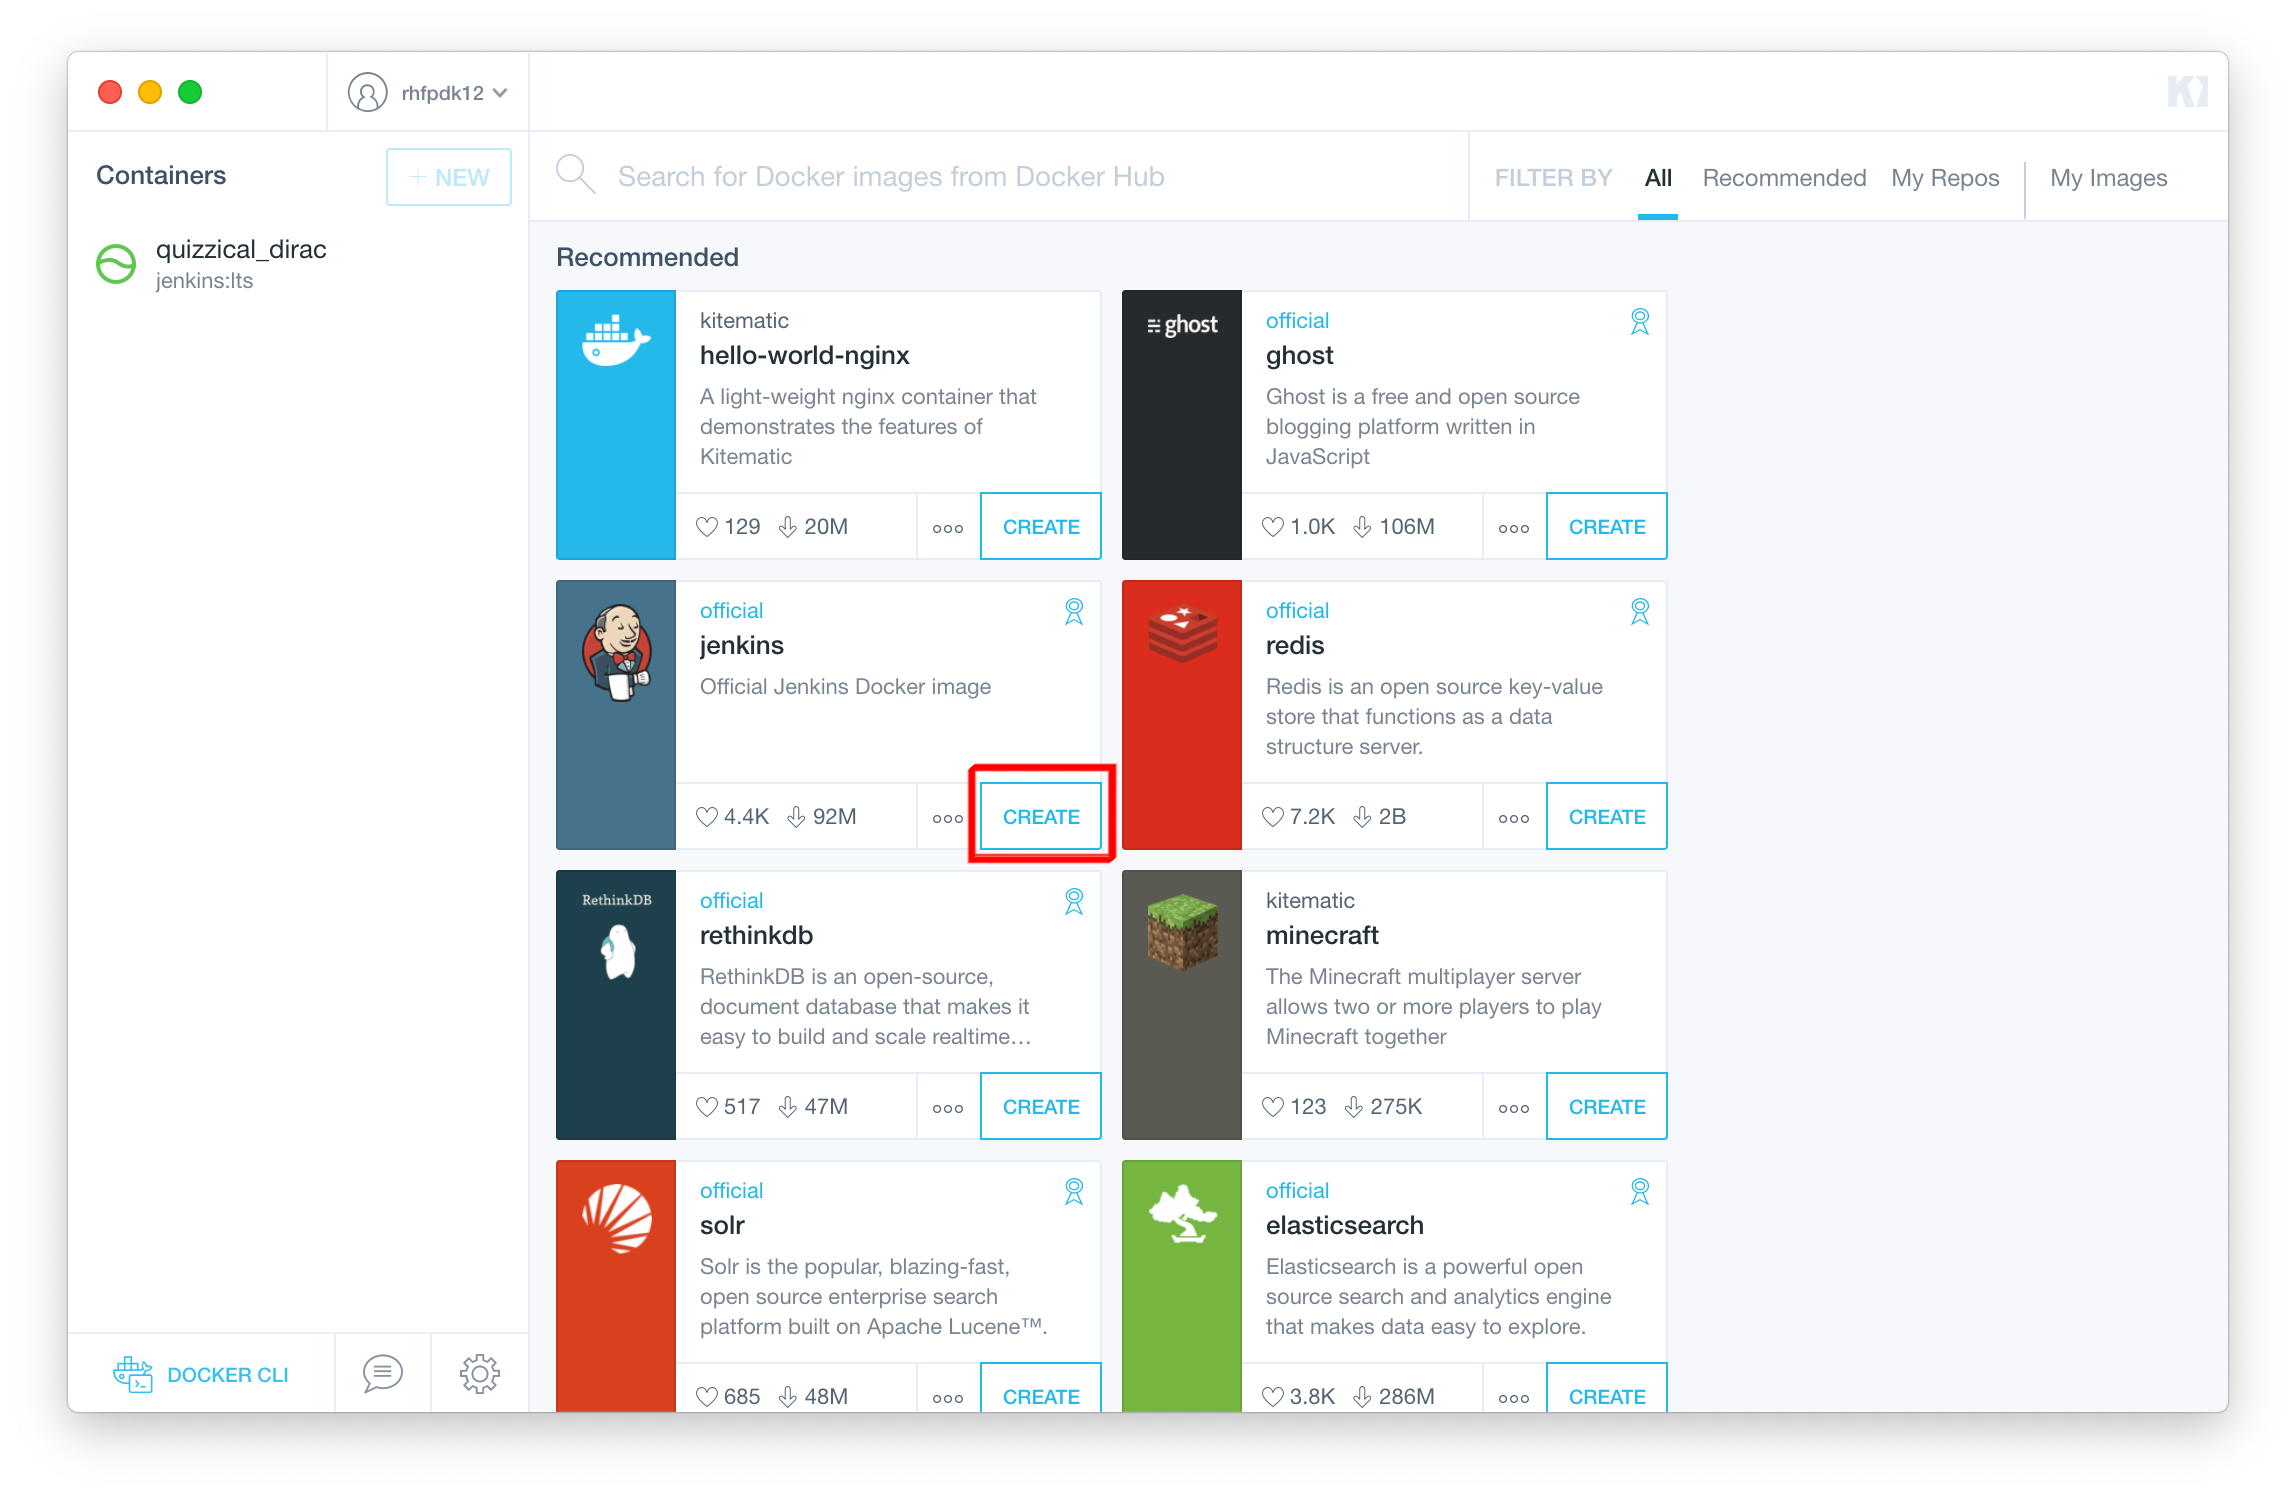 rhfpdk12
Containers
+ NEW
quizzical_dirac
jenkins:lts
Search for Docker images from Docker Hub
FILTER BY All Recommended My Repos My Images
Recommended
kitematic
hello-world-nginx
A light-weight nginx container that
demonstrates the features of
Kitematic
129 20M CREATE
ghost
official
ghost
Ghost is a free and open source
blogging platform written in
JavaScript
1.0K 106M CREATE
official
jenkins
Official Jenkins Docker image
4.4K 92M CREATE
official
redis
Redis is an open source key-value
store that functions as a data
structure server.
7.2K 2B CREATE
RethinkDB
official
rethinkdb
RethinkDB is an open-source,
document database that makes it
easy to build and scale realtime…
517 47M CREATE
kitematic
minecraft
The Minecraft multiplayer server
allows two or more players to play
Minecraft together
123 275K CREATE
official
solr
Solr is the popular, blazing-fast,
open source enterprise search
platform built on Apache Lucene™.
685 48M CREATE
official
elasticsearch
Elasticsearch is a powerful open
source search and analytics engine
that makes data easy to explore.
3.8K 286M CREATE
DOCKER CLI